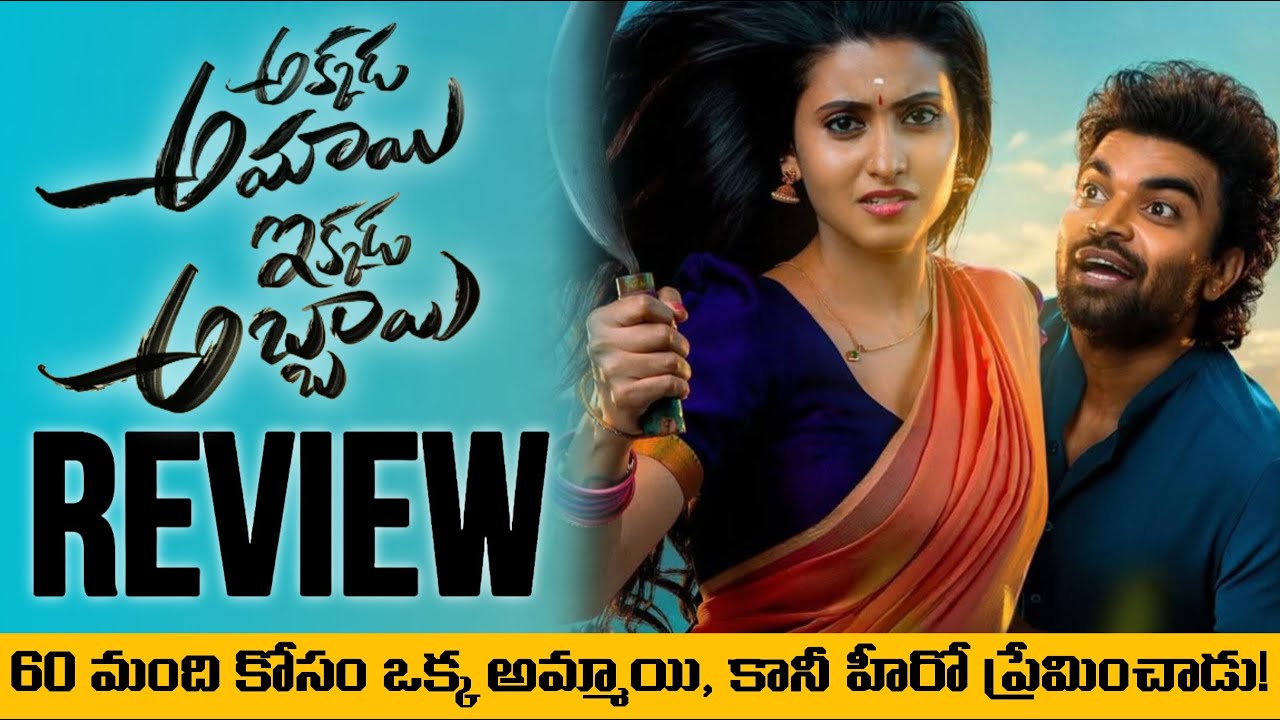 అక్కడ
అమ్మాయి
ఇక్కడ
అబ్బాయి
REVIEW
60 మంది కోసం ఒక్క అమ్మాయి, కానీ హీరో ప్రేమించాడు!